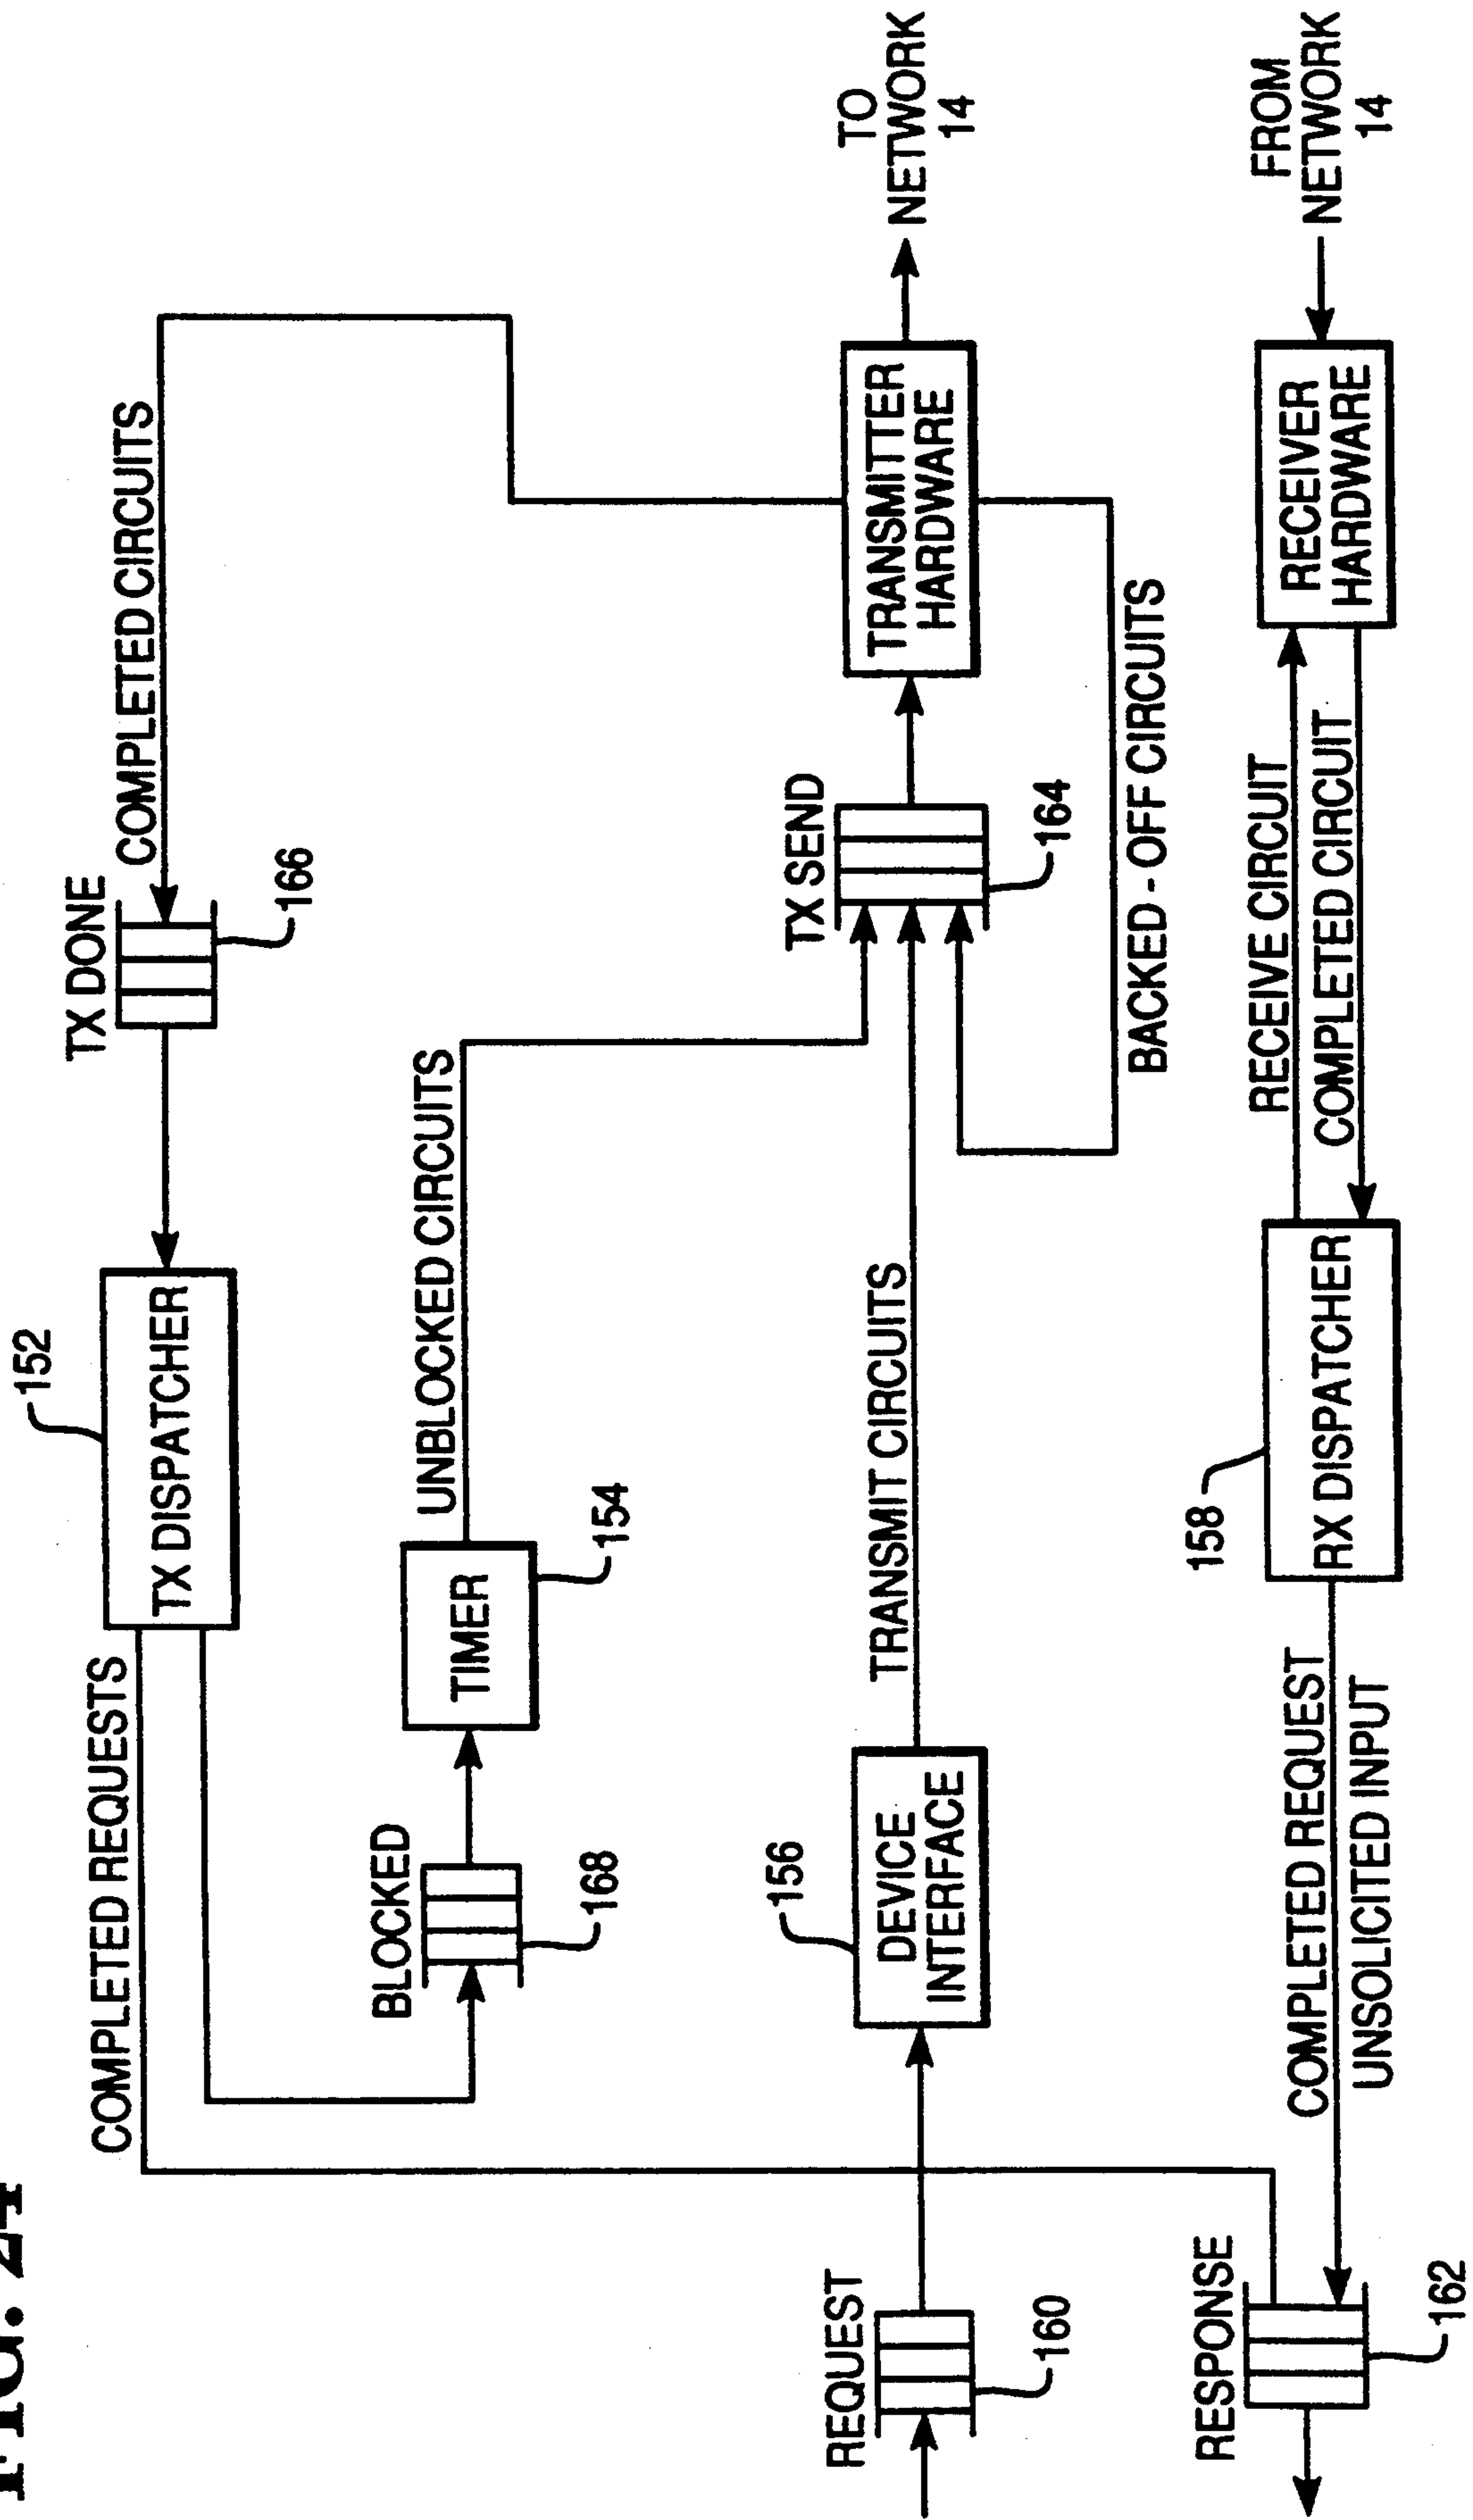 FIG. 24
152
TX DISPATCHER
TX DONE
166
COMPLETED CIRCUITS
COMPLETED REQUESTS
BLOCKED
168
TIMER
154
UNBLOCKED CIRCUITS
REQUEST
160
156
DEVICE
INTERFACE
TRANSMIT CIRCUITS
TX SEND
164
TRANSMITTER
HARDWARE
TO
NETWORK
14
BACKED - OFF CIRCUITS
RESPONSE
162
COMPLETED REQUEST
UNSOLICITED INPUT
158
RX DISPATCHER
RECEIVE CIRCUIT
COMPLETED CIRCUIT
RECEIVER
HARDWARE
FROM
NETWORK
14